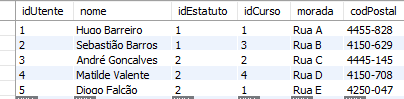 idUtente nome idEstatuto idCurso morada codPostal
1 Hugo Barreiro 1 1 Rua A 4455-828
2 Sebastião Barros 1 3 Rua B 4150-629
3 André Goncalves 2 2 Rua C 4445-145
4 Matilde Valente 2 4 Rua D 4150-708
5 Diogo Falcão 2 1 Rua E 4250-047